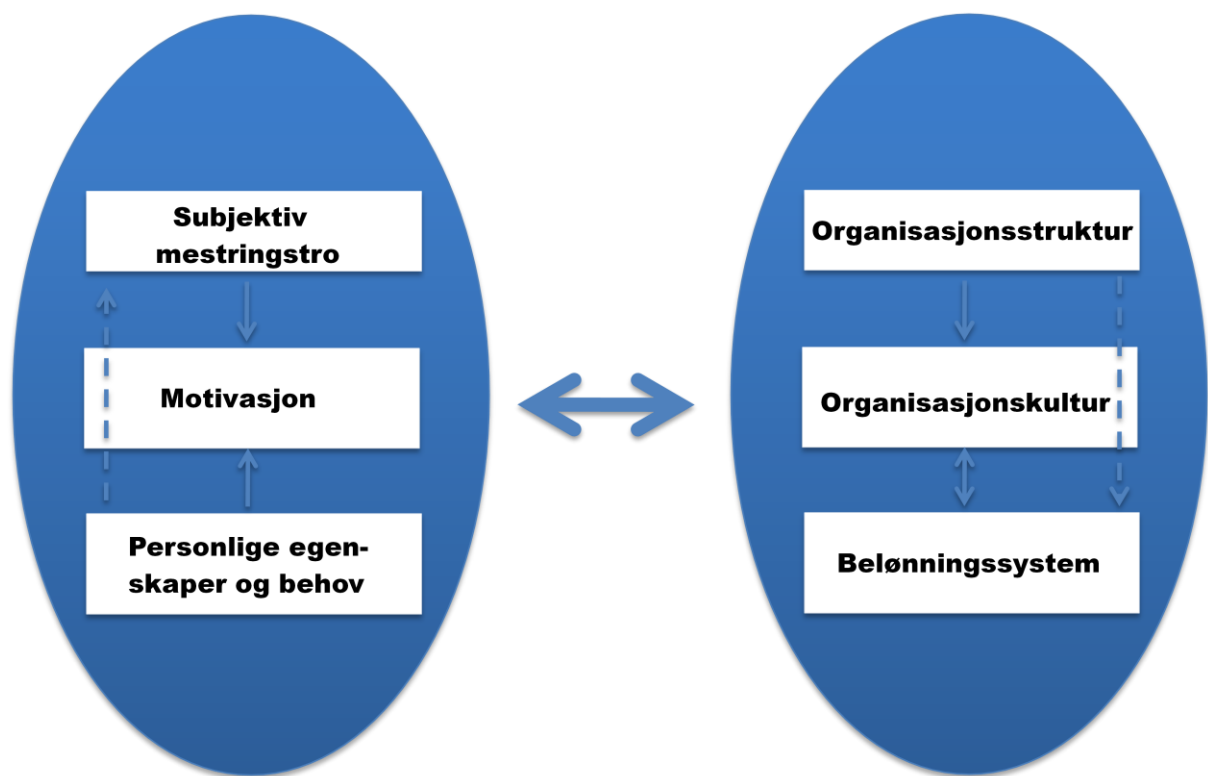 Subjektiv
mestringstro
Motivasjon
Personlige egen-
skaper og behov
Organisasjonsstruktur
Organisasjonskultur
Belønningssystem